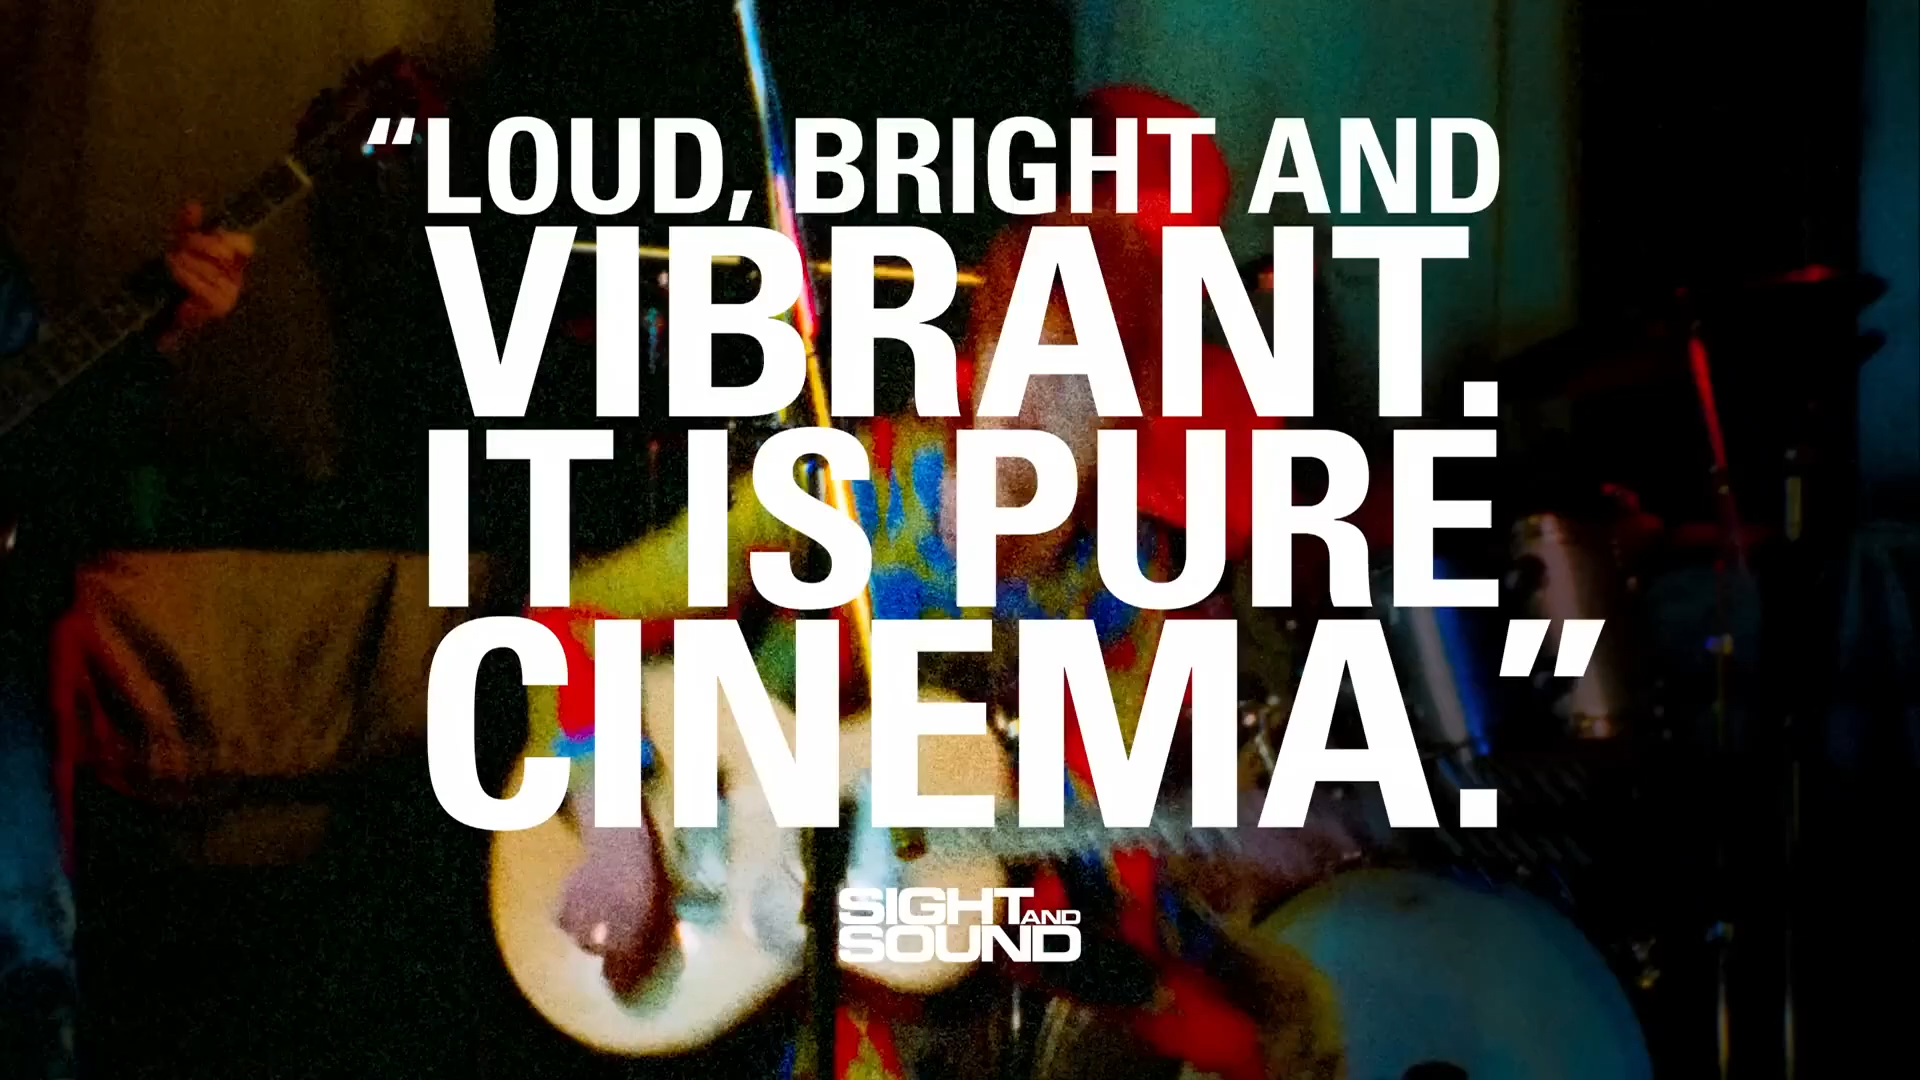 “LOUD, BRIGHT AND
VIBRANT.
IT IS PURE
CINEMA.”
SIGHT AND
SOUND